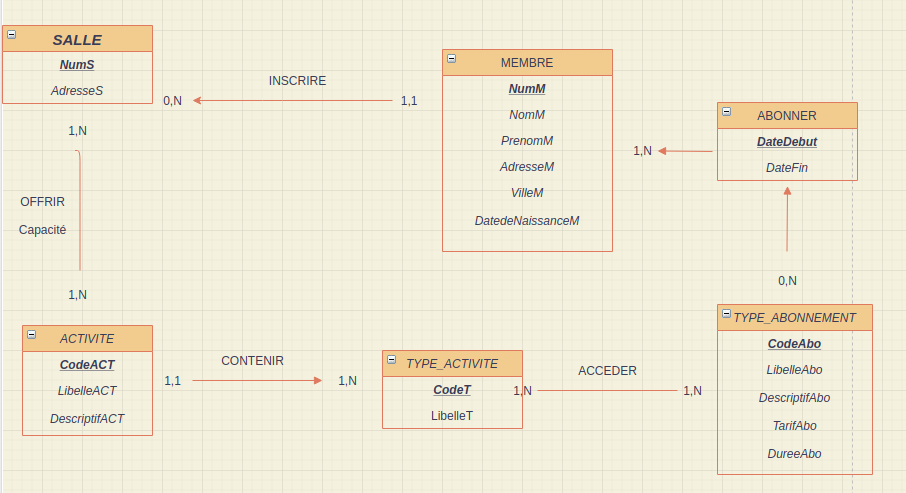 SALLE
NumS
AdresseS
0,N
INSCRIRE
1,1
MEMBRE
NumM
NomM
PrenomM
AdresseM
VilleM
DatedeNaissanceM
1,N
ABONNER
DateDebut
DateFin
1,N
OFFRIR
Capacité
1,N
0,N
ACTIVITE
CodeACT
LibelleACT
DescriptifACT
1,1
CONTENIR
1,N
TYPE_ACTIVITE
CodeT
LibelleT
1,N
ACCEDER
1,N
TYPE_ABONNEMENT
CodeAbo
LibelleAbo
DescriptifAbo
TarifAbo
DureeAbo